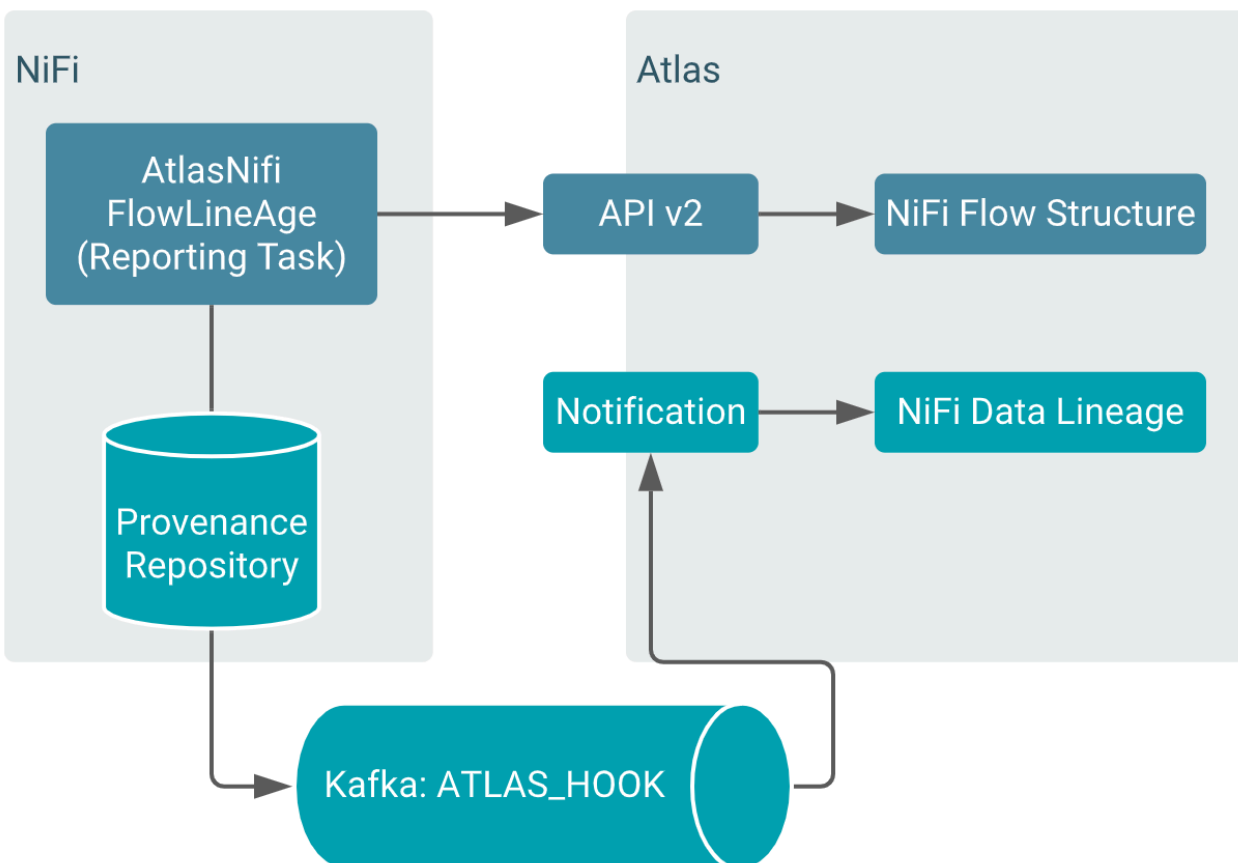 NiFi
Atlas
AtlasNifi
FlowLineAge
(Reporting Task)
API v2
NiFi Flow Structure
Notification
NiFi Data Lineage
Provenance
Repository
Kafka: ATLAS_HOOK